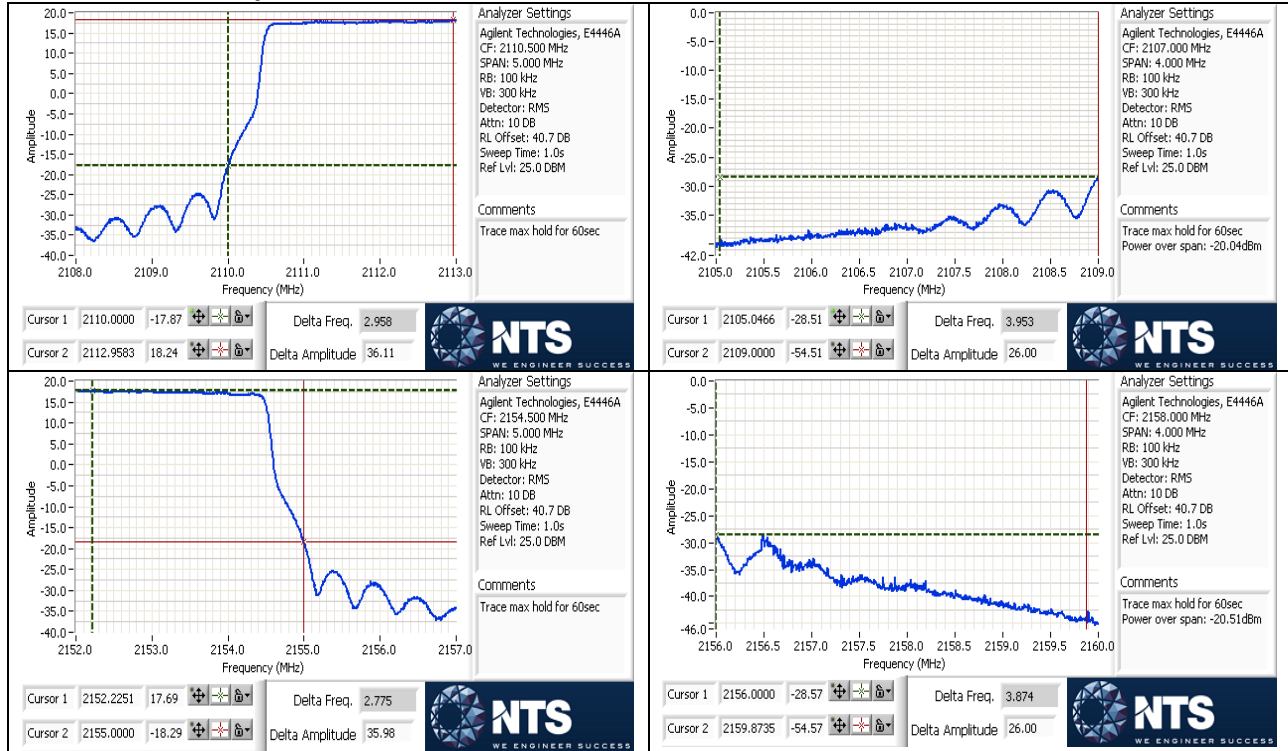 20.0
15.0
10.0
5.0
0.0
-5.0
-10.0
-15.0
-20.0
-25.0
-30.0
-35.0
-40.0
Amplitude
2108.0 2109.0 2110.0 2111.0 2112.0 2113.0
Frequency (MHz)
Analyzer Settings
Agilent Technologies, E4446A
CF: 2110.500 MHz
SPAN: 5.000 MHz
RB: 100 kHz
VB: 300 kHz
Detector: RMS
Attn: 10 DB
RL Offset: 40.7 DB
Sweep Time: 1.0s
Ref Lvl: 25.0 DBM
Comments
Trace max hold for 60sec
Cursor 1 2110.0000 -17.87
Cursor 2 2112.9583 18.24
Delta Freq. 2.958
Delta Amplitude 36.11
NTS
WE ENGINEER SUCCESS
0.0
-5.0
-10.0
-15.0
-20.0
-25.0
-30.0
-35.0
-42.0
Amplitude
2105.0 2105.5 2106.0 2106.5 2107.0 2107.5 2108.0 2108.5 2109.0
Frequency (MHz)
Analyzer Settings
Agilent Technologies, E4446A
CF: 2107.000 MHz
SPAN: 4.000 MHz
RB: 100 kHz
VB: 300 kHz
Detector: RMS
Attn: 10 DB
RL Offset: 40.7 DB
Sweep Time: 1.0s
Ref Lvl: 25.0 DBM
Comments
Trace max hold for 60sec
Power over span: -20.04dBm
Cursor 1 2105.0466 -28.51
Cursor 2 2109.0000 -54.51
Delta Freq. 3.953
Delta Amplitude 26.00
NTS
WE ENGINEER SUCCESS
20.0
15.0
10.0
5.0
0.0
-5.0
-10.0
-15.0
-20.0
-25.0
-30.0
-35.0
-40.0
Amplitude
2152.0 2153.0 2154.0 2155.0 2156.0 2157.0
Frequency (MHz)
Analyzer Settings
Agilent Technologies, E4446A
CF: 2154.500 MHz
SPAN: 5.000 MHz
RB: 100 kHz
VB: 300 kHz
Detector: RMS
Attn: 10 DB
RL Offset: 40.7 DB
Sweep Time: 1.0s
Ref Lvl: 25.0 DBM
Comments
Trace max hold for 60sec
Cursor 1 2152.2251 17.69
Cursor 2 2155.0000 -18.29
Delta Freq. 2.775
Delta Amplitude 35.98
NTS
WE ENGINEER SUCCESS
0.0
-5.0
-10.0
-15.0
-20.0
-25.0
-30.0
-35.0
-40.0
-46.0
Amplitude
2156.0 2156.5 2157.0 2157.5 2158.0 2158.5 2159.0 2159.5 2160.0
Frequency (MHz)
Analyzer Settings
Agilent Technologies, E4446A
CF: 2158.000 MHz
SPAN: 4.000 MHz
RB: 100 kHz
VB: 300 kHz
Detector: RMS
Attn: 10 DB
RL Offset: 40.7 DB
Sweep Time: 1.0s
Ref Lvl: 25.0 DBM
Comments
Trace max hold for 60sec
Power over span: -20.51dBm
Cursor 1 2156.0000 -28.57
Cursor 2 2159.8735 -54.57
Delta Freq. 3.874
Delta Amplitude 26.00
NTS
WE ENGINEER SUCCESS